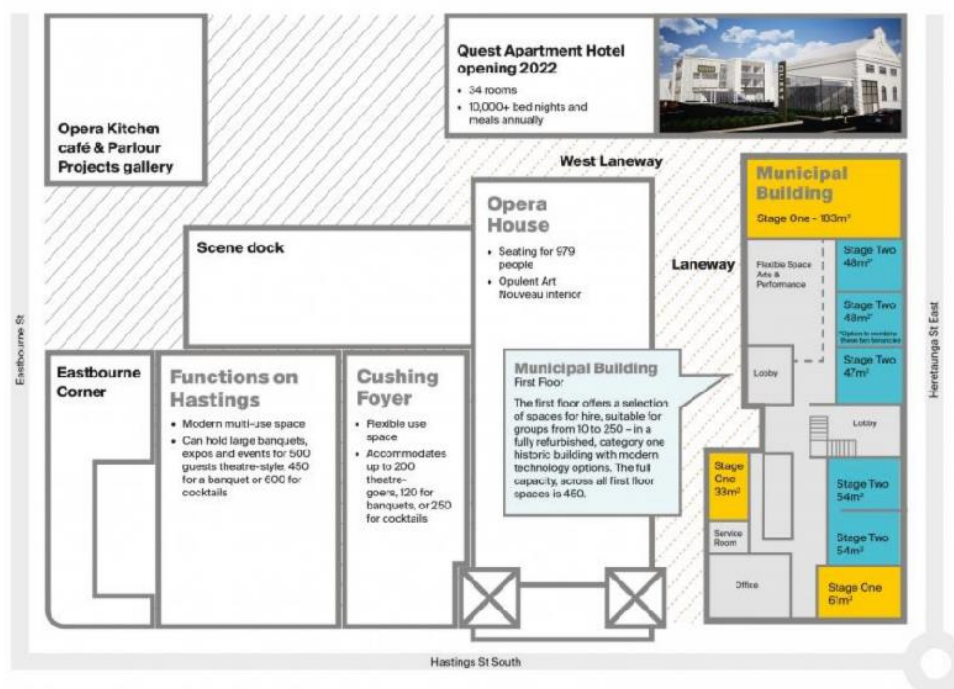 Quest Apartment Hotel
opening 2022
• 34 rooms
• 10,000+ bed nights and
meals annually
Opera Kitchen
café & Parlour
Projects gallery
West Laneway
Municipal
Building
Stage One - 183m²
Opera
House
• Seating for 979
people
• Opulent Art
Nouveau interior
Scene dock
Laneway
Flexible Space
Arts &
Performance
Stage Two
48m²*
Stage Two
48m²*
*Option to combine
these two tenancies
Stage Two
47m²
Lobby
Lobby
Eastbourne St
Heretaunga St East
Eastbourne
Corner
Functions on
Hastings
• Modern multi-use space
• Can hold large banquets,
expos and events for 500
guests theatre-style, 450
for a banquet or 600 for
cocktails
Cushing
Foyer
• Flexible use
space
• Accommodates
up to 200
theatre-
goers, 120 for
banquets, or 250
for cocktails
Municipal Building
First Floor
The first floor offers a selection
of spaces for hire, suitable for
groups from 10 to 250 – in a
fully refurbished, category one
historic building with modern
technology options. The full
capacity, across all first floor
spaces is 460.
Stage
One
33m²
Stage Two
54m²
Service
Room
Stage Two
54m²
Office
Stage One
61m²
Hastings St South